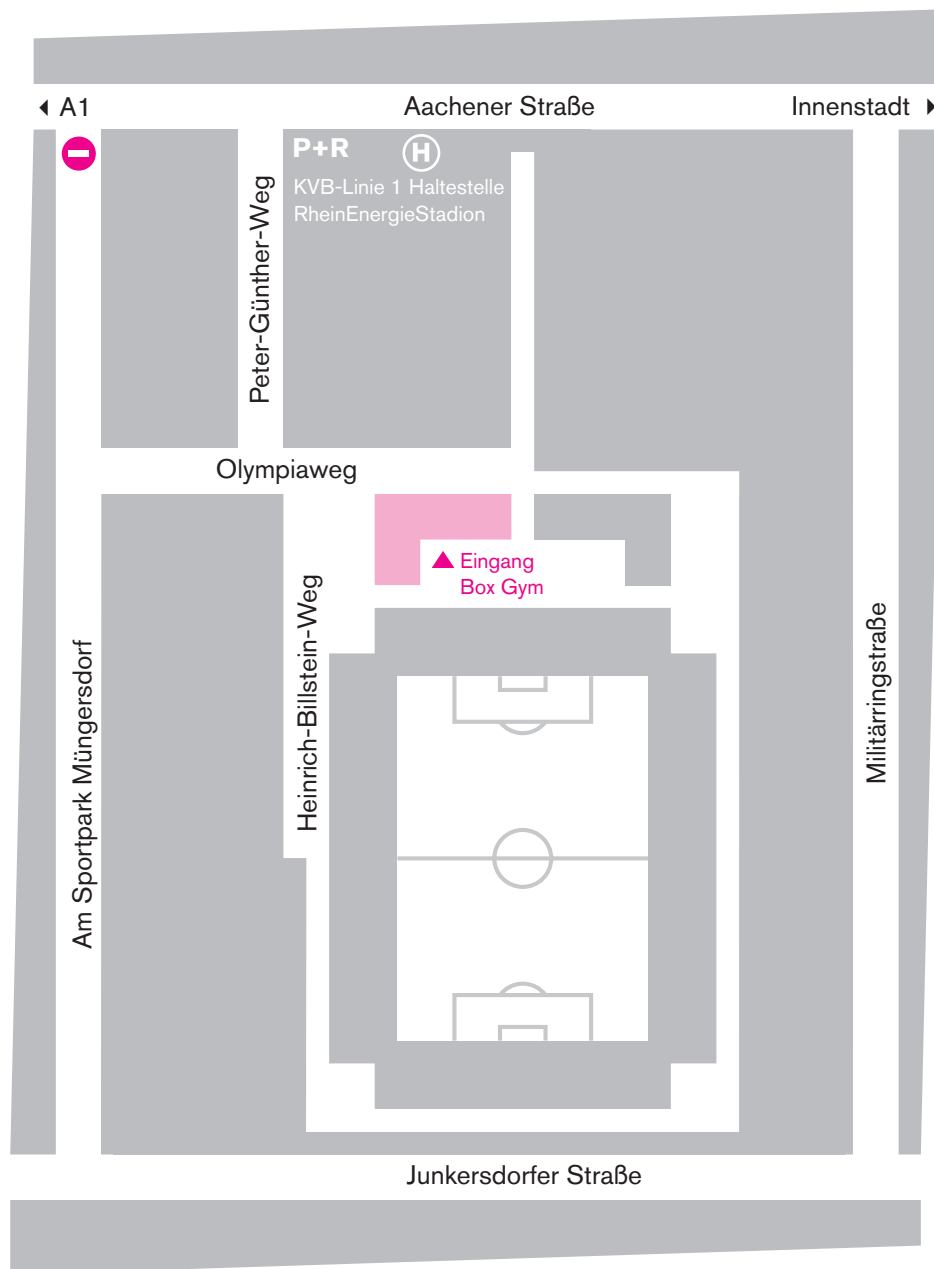 A1
Aachener Straße
Innenstadt
P+R
H
KVB-Linie 1 Haltestelle
RheinEnergieStadion
Peter-Günther-Weg
Olympiaweg
Eingang
Box Gym
Heinrich-Billstein-Weg
Am Sportpark Müngersdorf
Militärringstraße
Junkersdorfer Straße